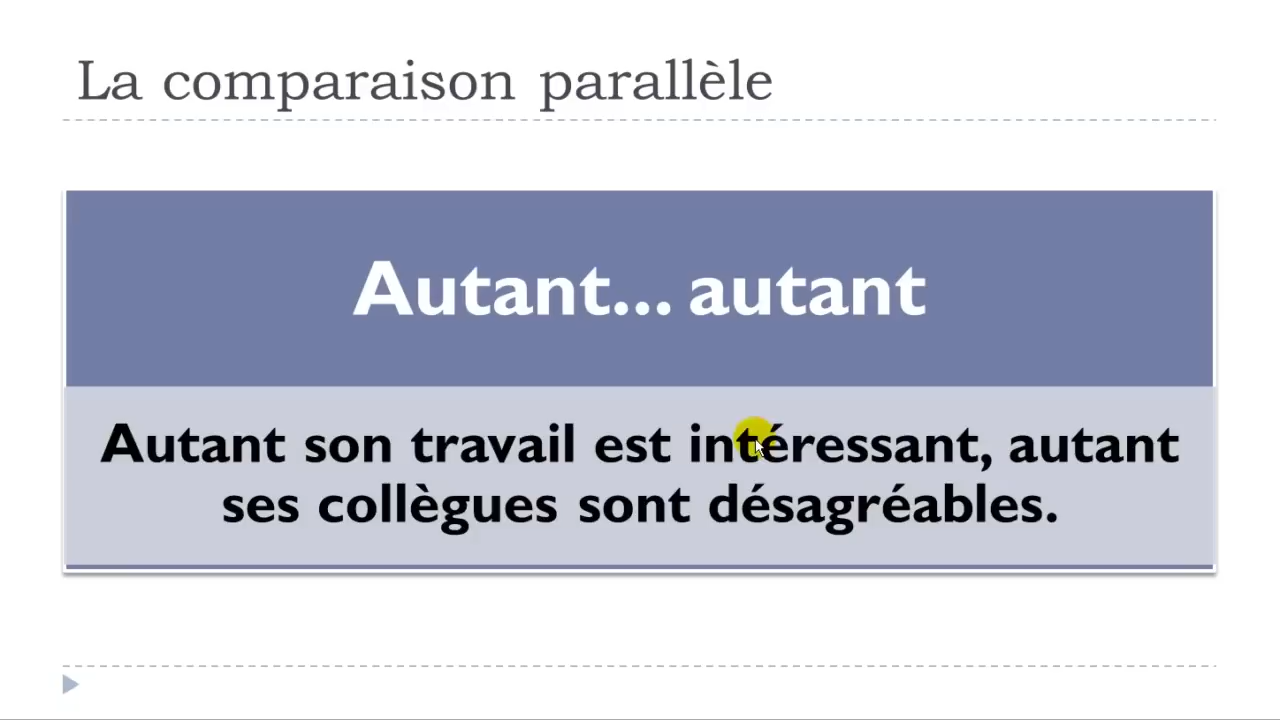 La comparaison parallèle
Autant... autant
Autant son travail est intéressant, autant
ses collègues sont désagréables.